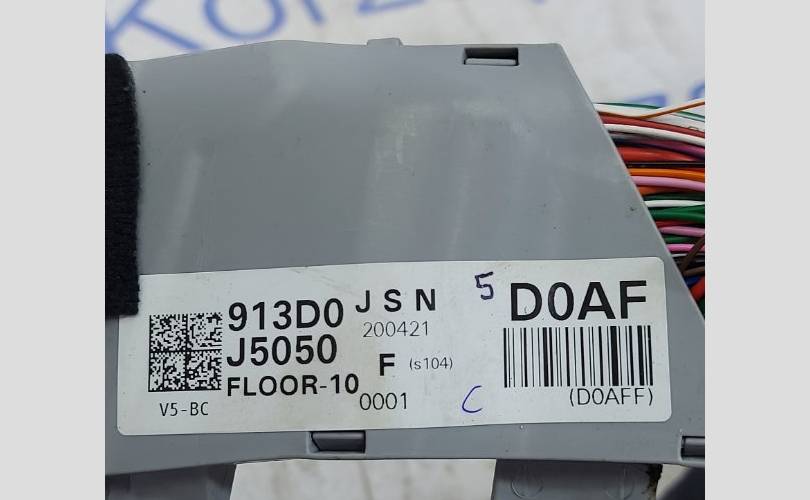 913D0 J S N 5 D0AF
200421
J5050 F (s104)
FLOOR-10 0001 C (D0AFF)
V5-BC